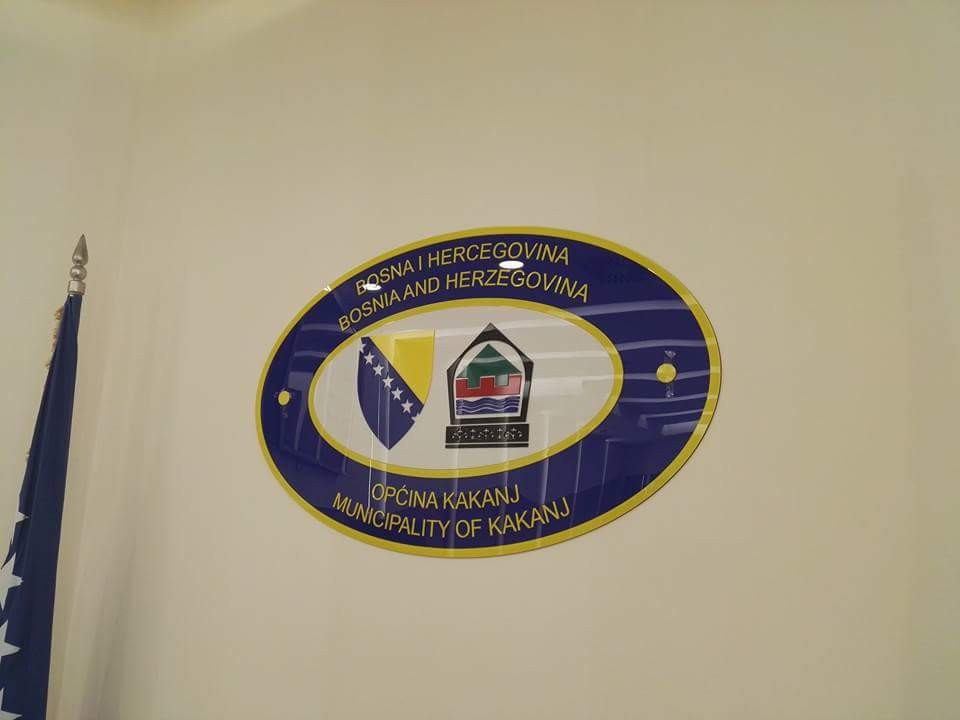 BOSNA I HERCEGOVINA
BOSNIA AND HERZEGOVINA
OPĆINA KAKANJ
MUNICIPALITY OF KAKANJ